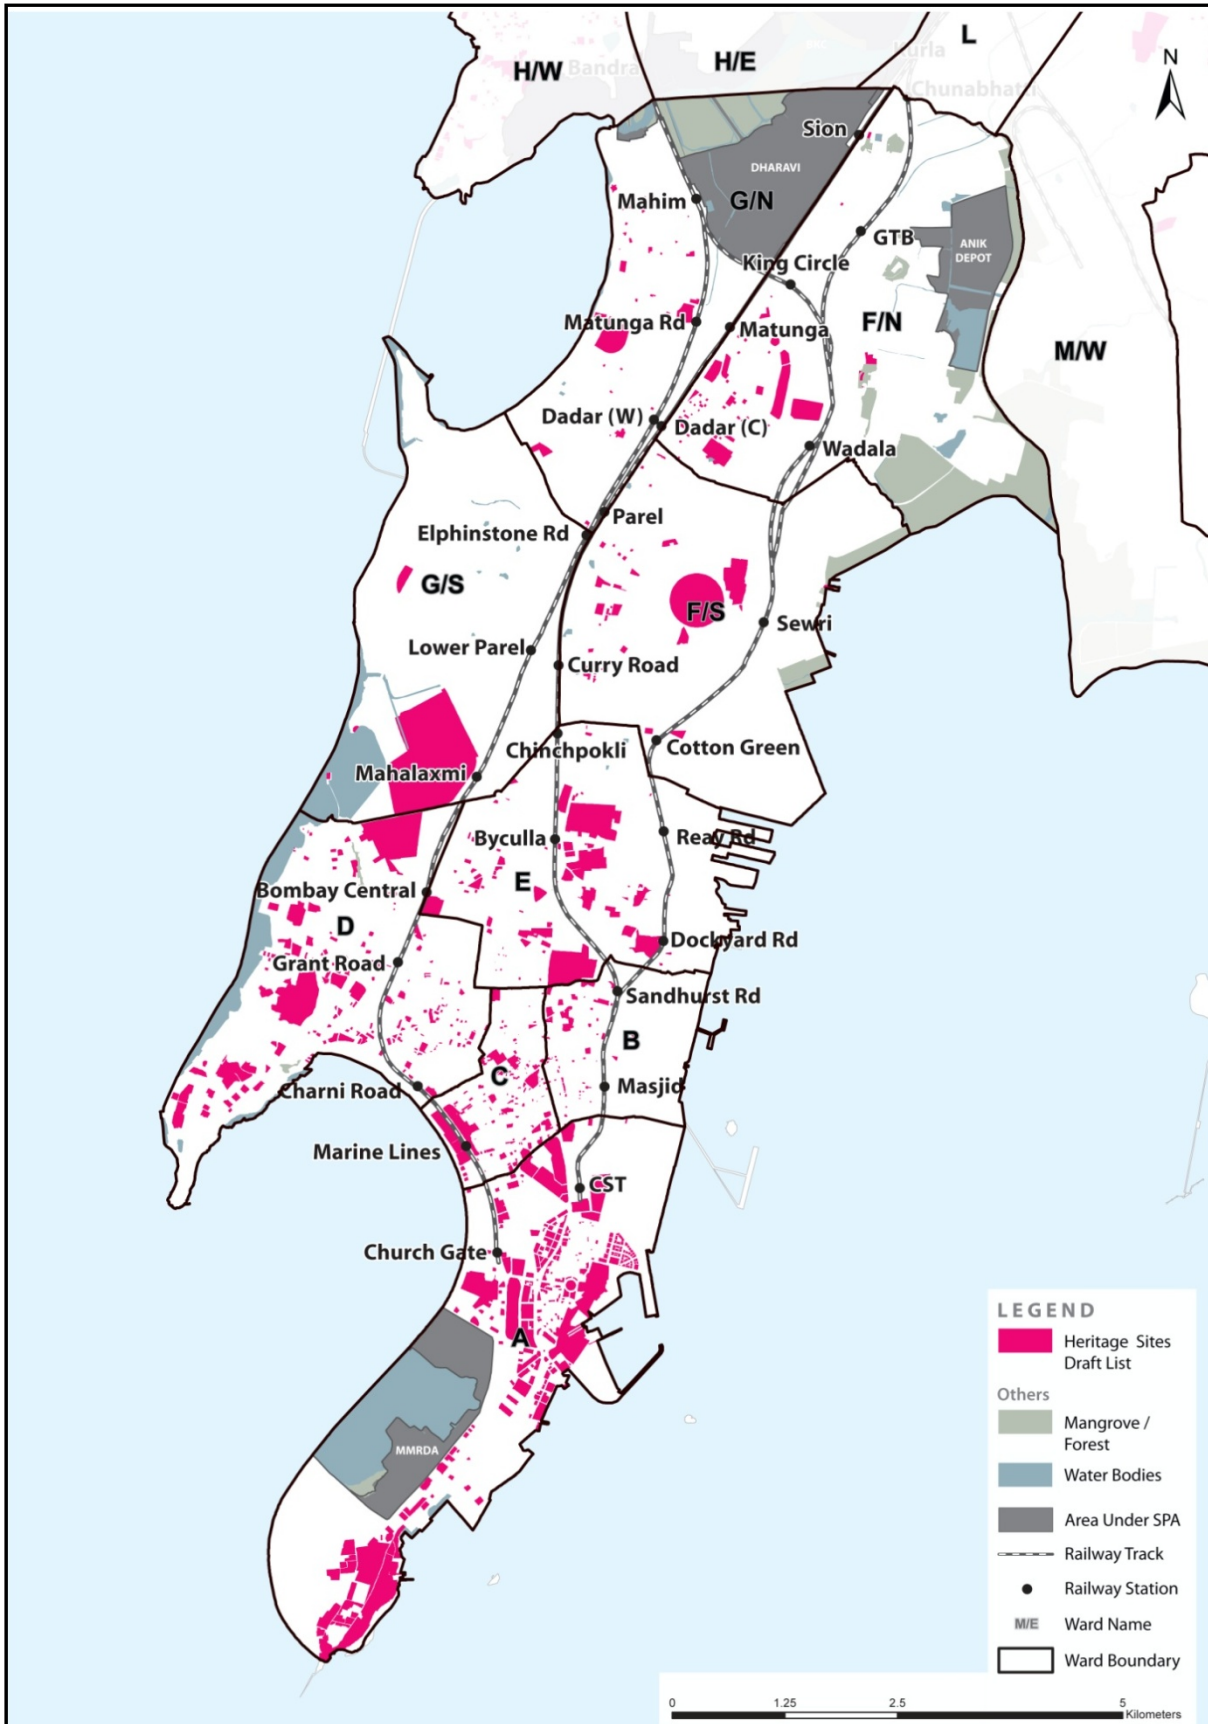 L
H/E
BKC
Kurla
H/W
Bandra
N
Chunabhatti
Sion
DHARAVI
Mahim
G/N
GTB
ANIK
DEPOT
King Circle
Matunga Rd
Matunga
F/N
M/W
Dadar (W)
Dadar (C)
Wadala
Parel
Elphinstone Rd
G/S
F/S
Sewri
Lower Parel
Curry Road
Chinchpokli
Cotton Green
Mahalaxmi
Byculla
Reay Rd
E
Bombay Central
D
Dockyard Rd
Grant Road
Sandhurst Rd
B
C
Charni Road
Masjid
Marine Lines
CST
Church Gate
A
MMRDA
LEGEND
Heritage Sites
Draft List
Others
Mangrove /
Forest
Water Bodies
Area Under SPA
Railway Track
Railway Station
M/E Ward Name
Ward Boundary
0 1.25 2.5 5
Kilometers